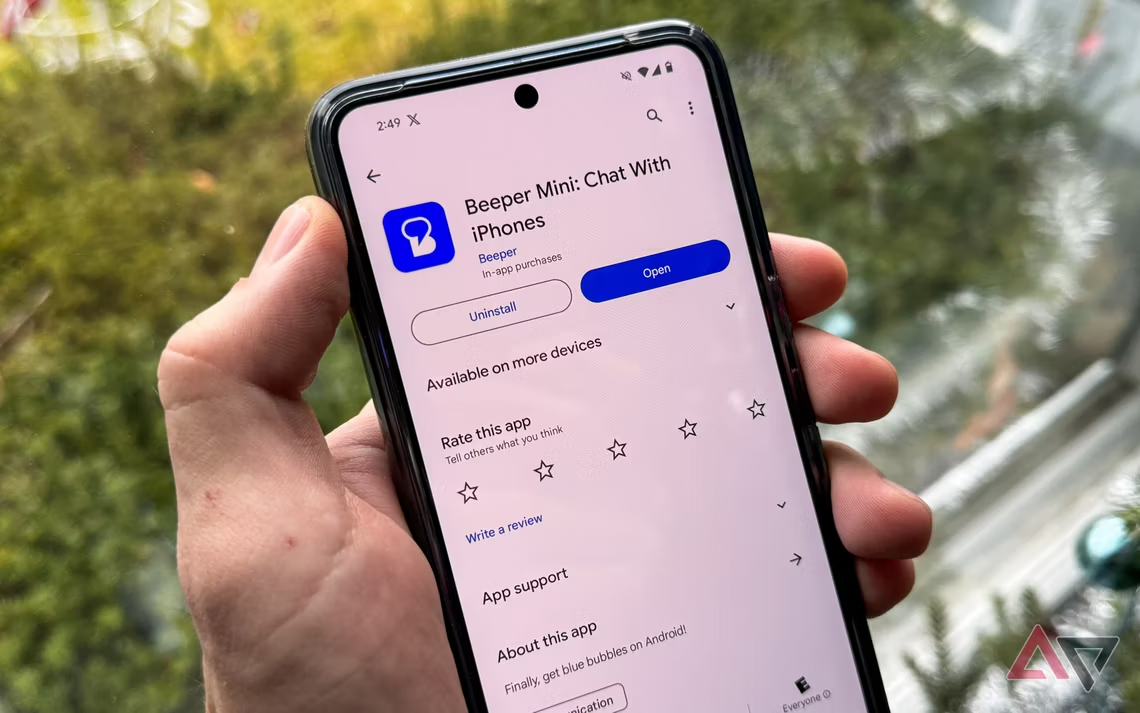 2:49
Beeper Mini: Chat With
iPhones
Beeper
In-app purchases
Uninstall
Open
Available on more devices
Rate this app
Tell others what you think
Write a review
App support
About this app
Finally, get blue bubbles on Android!
Everyone